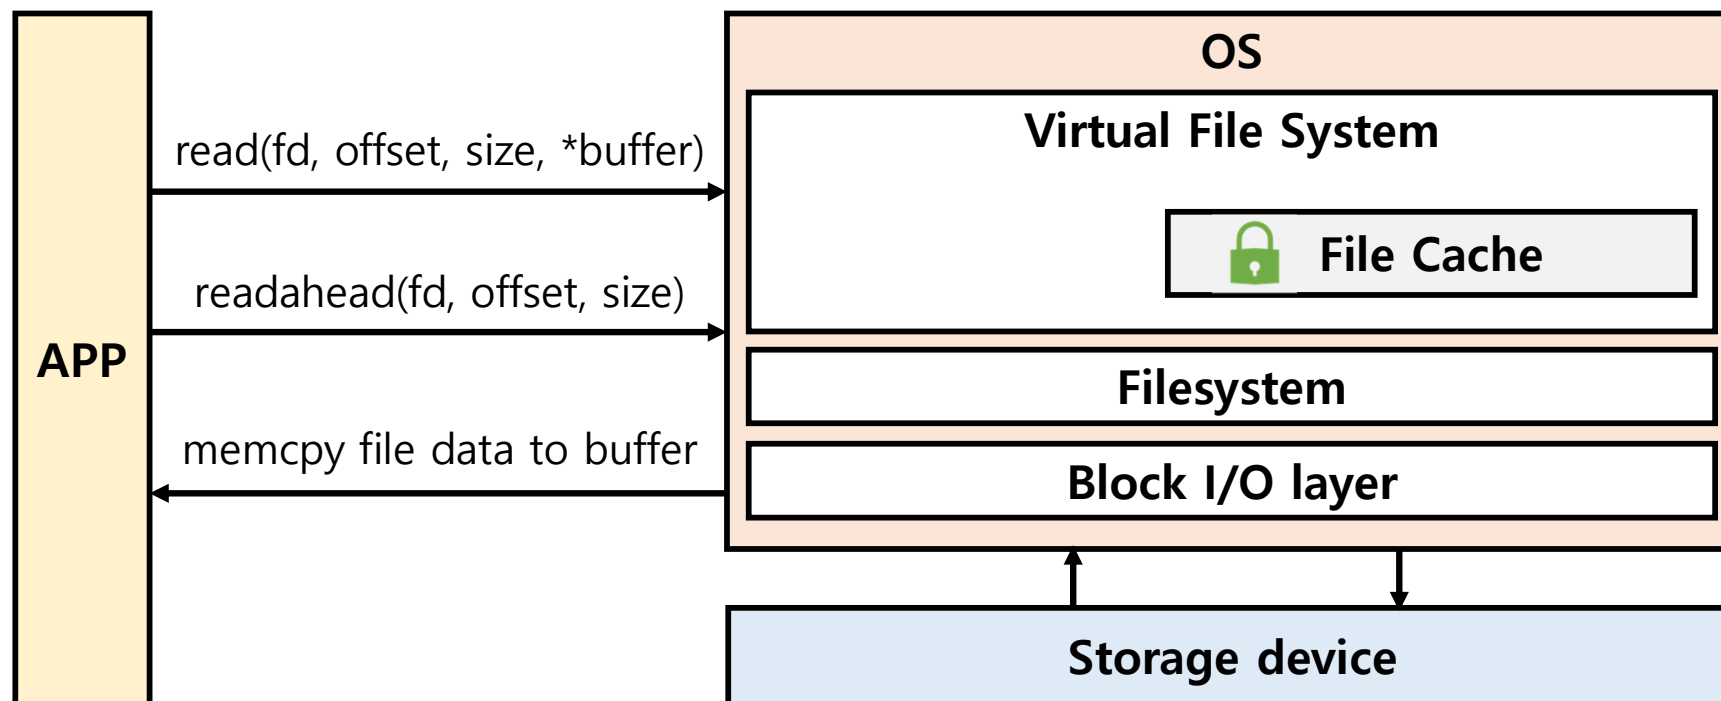 OS
Virtual File System
read(fd, offset, size, *buffer)
File Cache
readahead(fd, offset, size)
APP
Filesystem
memcpy file data to buffer
Block I/O layer
Storage device